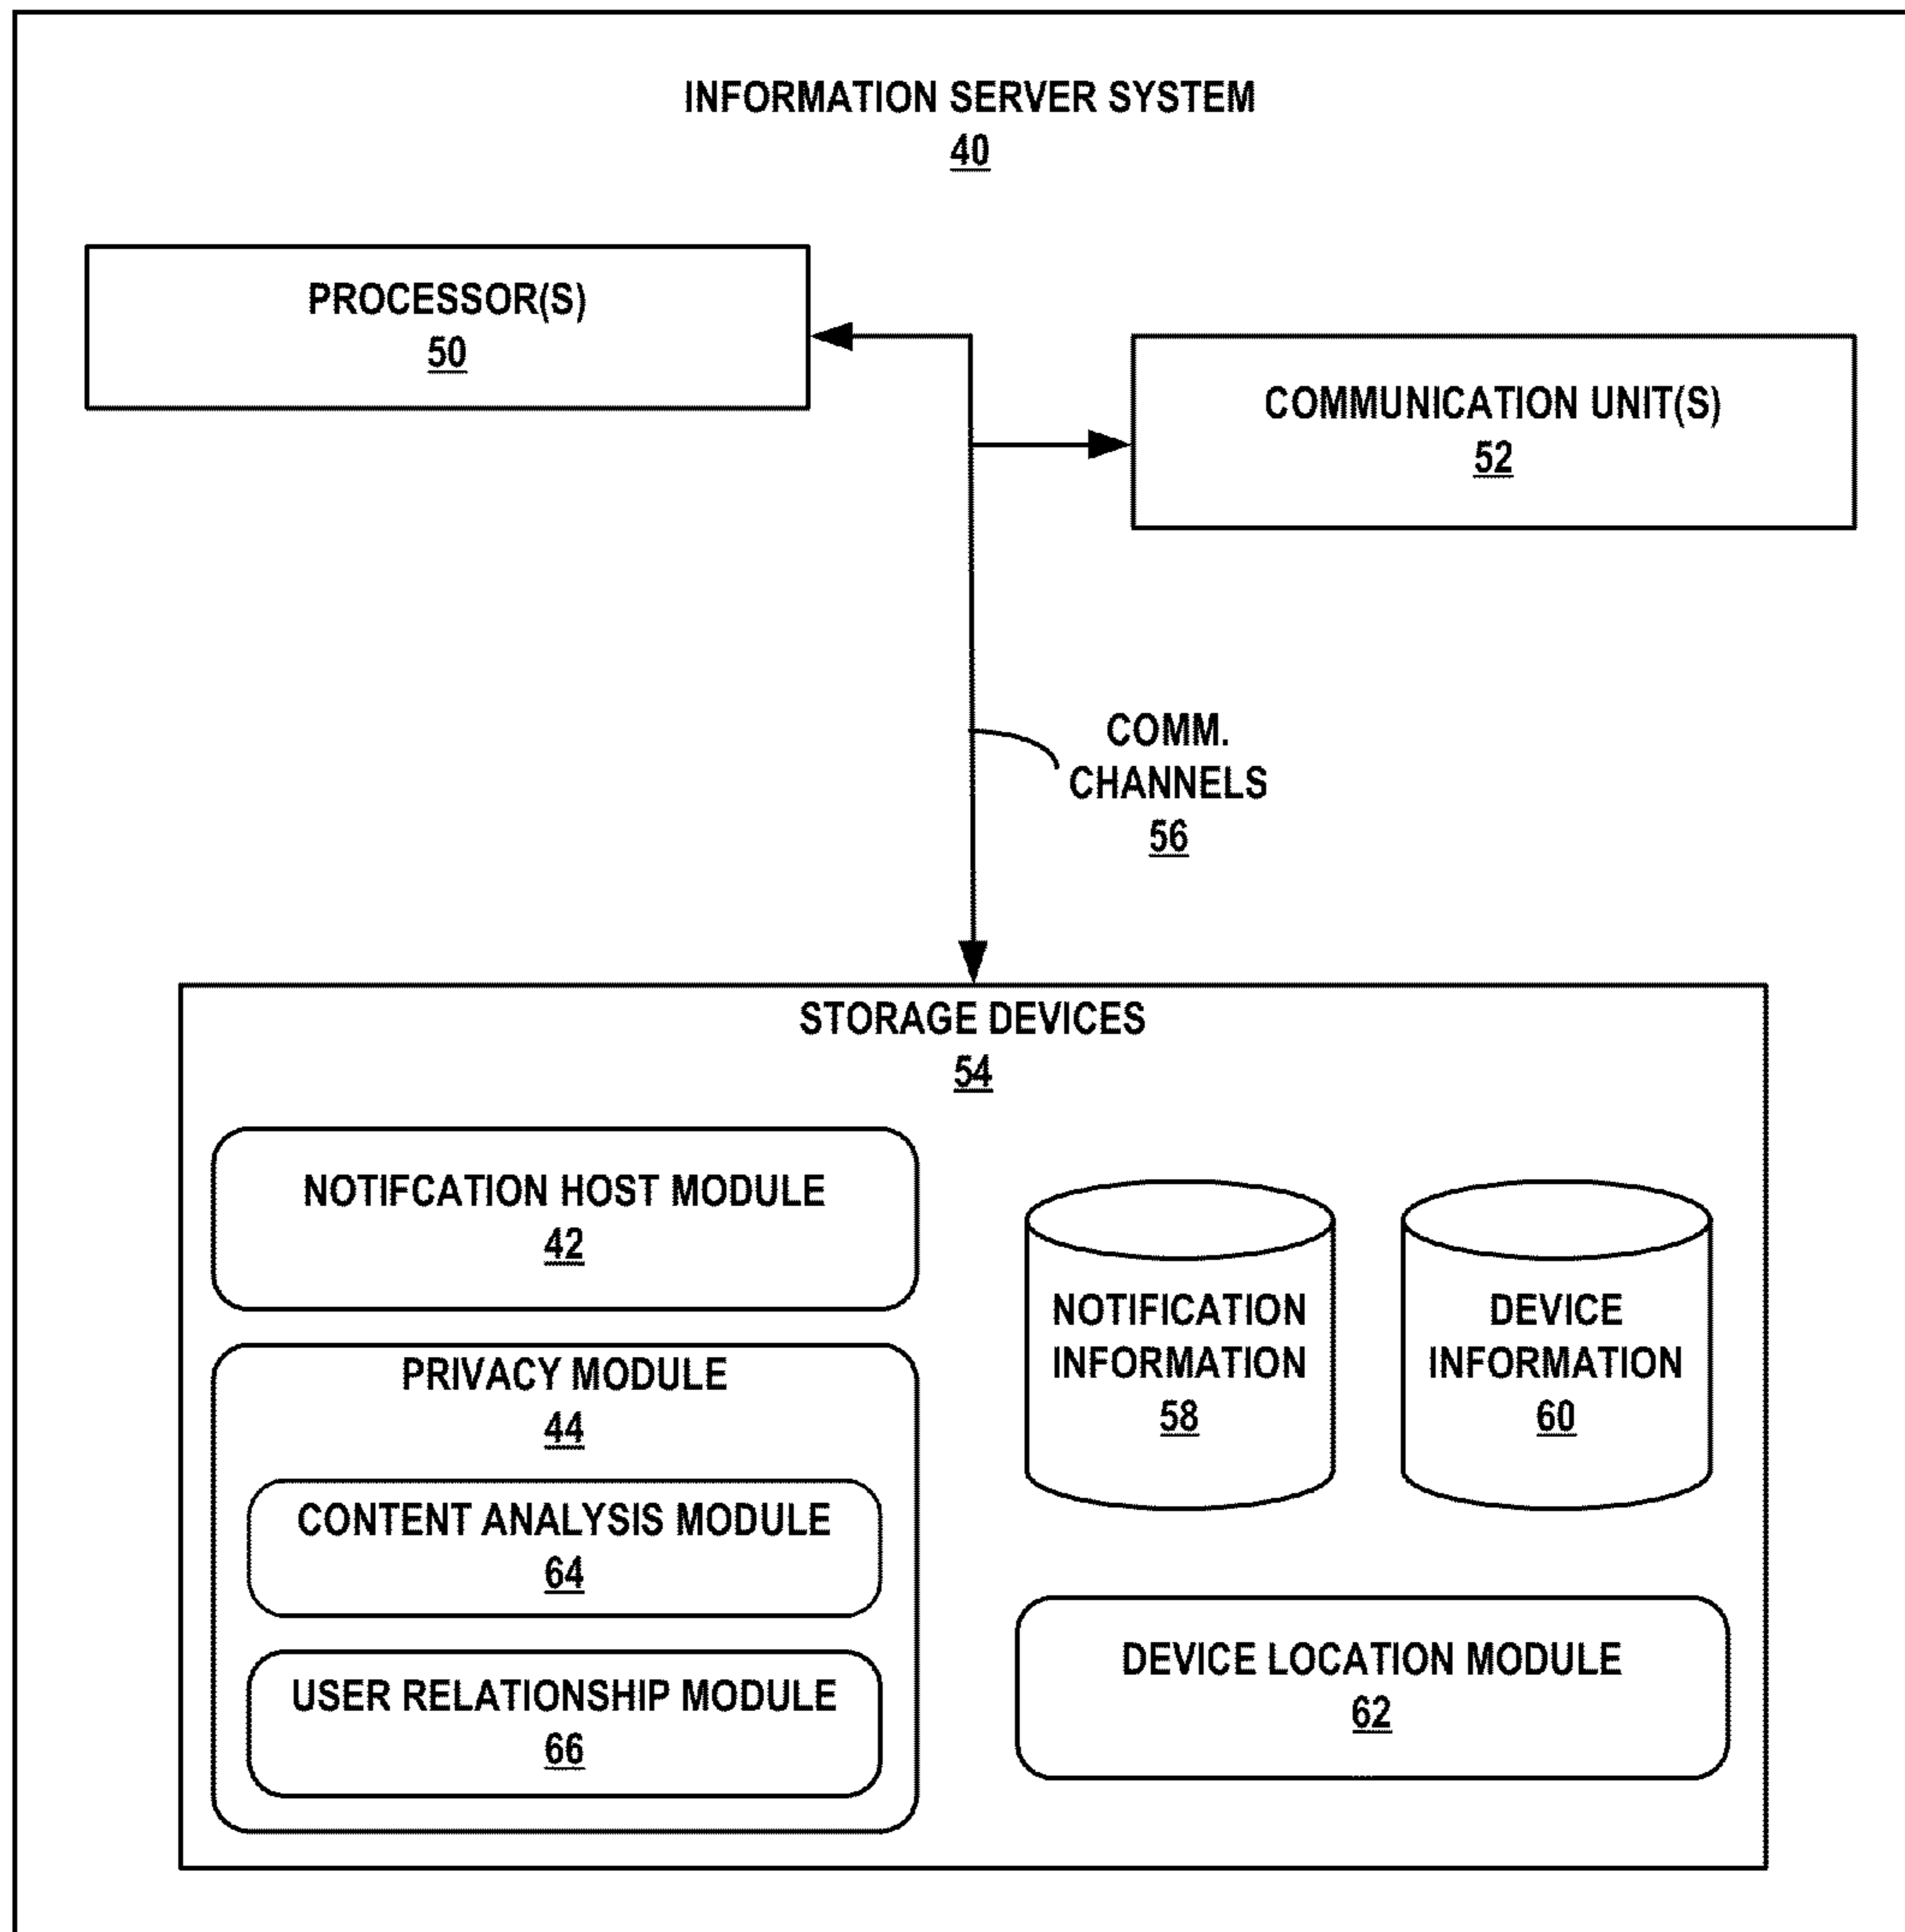 INFORMATION SERVER SYSTEM
40
PROCESSOR(S)
50
COMMUNICATION UNIT(S)
52
COMM.
CHANNELS
56
STORAGE DEVICES
54
NOTIFCATION HOST MODULE
42
PRIVACY MODULE
44
CONTENT ANALYSIS MODULE
64
USER RELATIONSHIP MODULE
66
NOTIFICATION
INFORMATION
58
DEVICE
INFORMATION
60
DEVICE LOCATION MODULE
62